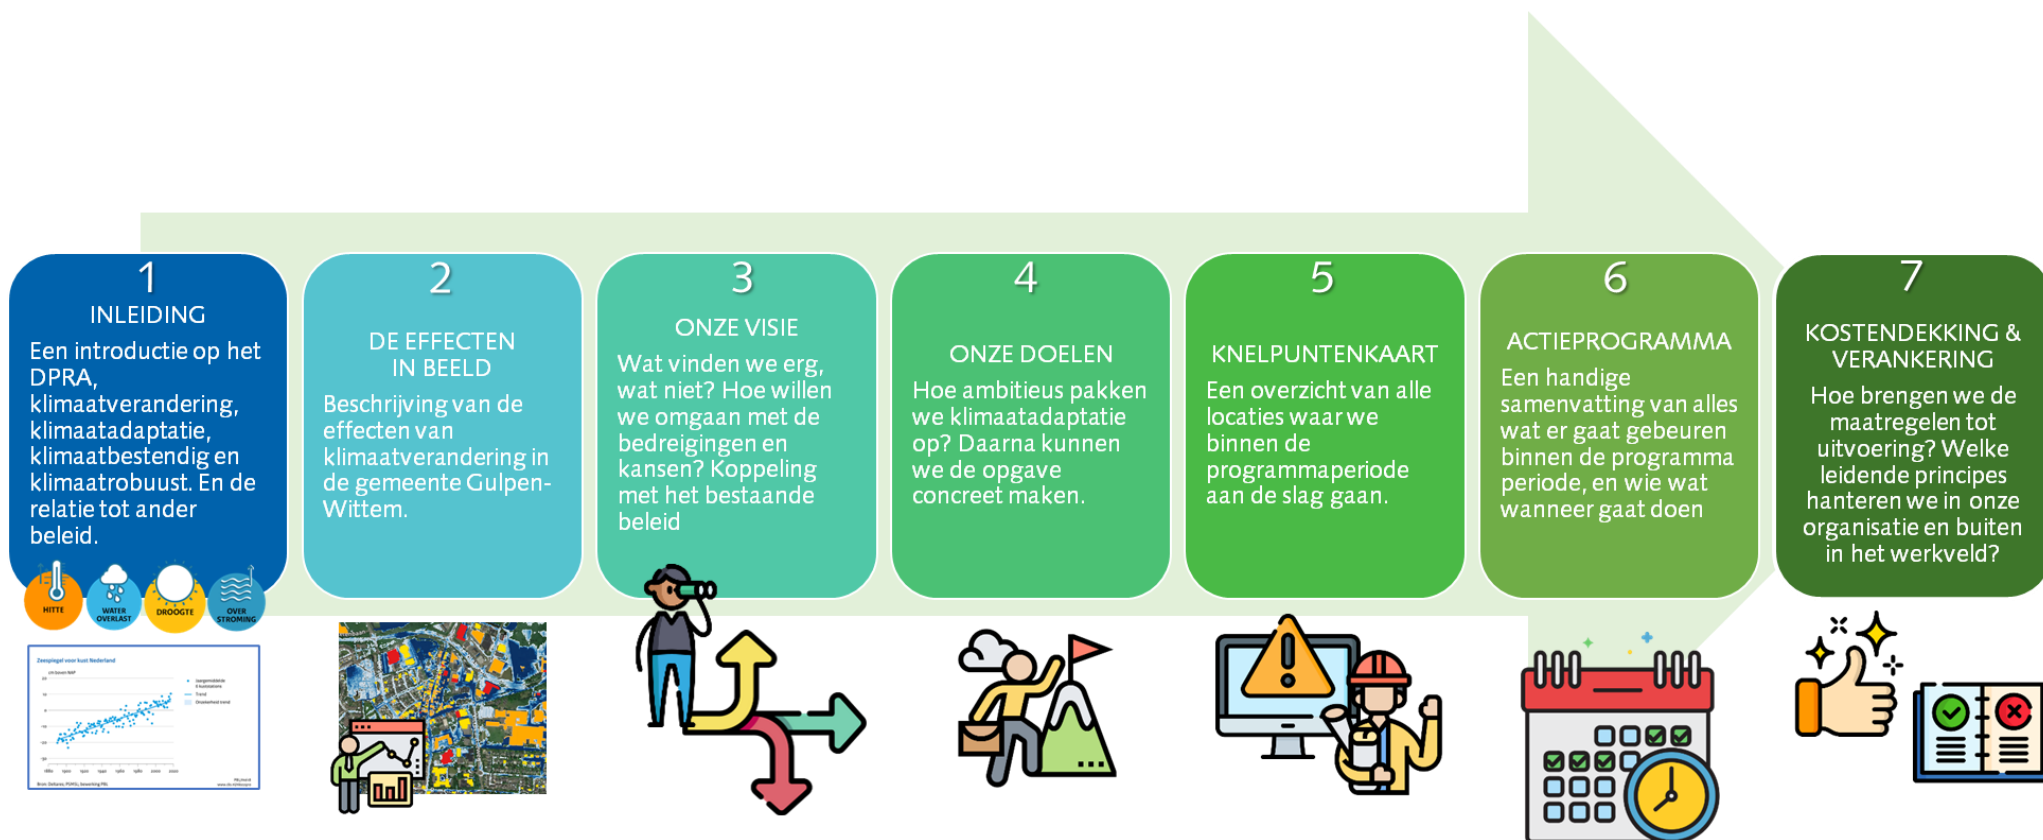 1
INLEIDING
Een introductie op het
DPRA,
klimaatverandering,
klimaatadaptatie,
klimaatbestendig en
klimaatrobuust. En de
relatie tot ander
beleid.
HITTE
WATER
OVERLAST
DROOGTE
OVER
STROMING
Zeespiegel voor kust Nederland
2
DE EFFECTEN
IN BEELD
Beschrijving van de
effecten van
klimaatverandering in
de gemeente Gulpen-
Wittem.
3
ONZE VISIE
Wat vinden we erg,
wat niet? Hoe willen
we omgaan met de
bedreigingen en
kansen? Koppeling
met het bestaande
beleid
4
ONZE DOELEN
Hoe ambitieus pakken
we klimaatadaptatie
op? Daarna kunnen
we de opgave
concreet maken.
5
KNELPUNTENKAART
Een overzicht van alle
locaties waar we
binnen de
programmaperiode
aan de slag gaan.
6
ACTIEPROGRAMMA
Een handige
samenvatting van alles
wat er gaat gebeuren
binnen de programma
periode, en wie wat
wanneer gaat doen
7
KOSTENDEKKING &
VERANKERING
Hoe brengen we de
maatregelen tot
uitvoering? Welke
leidende principes
hanteren we in onze
organisatie en buiten
in het werkveld?